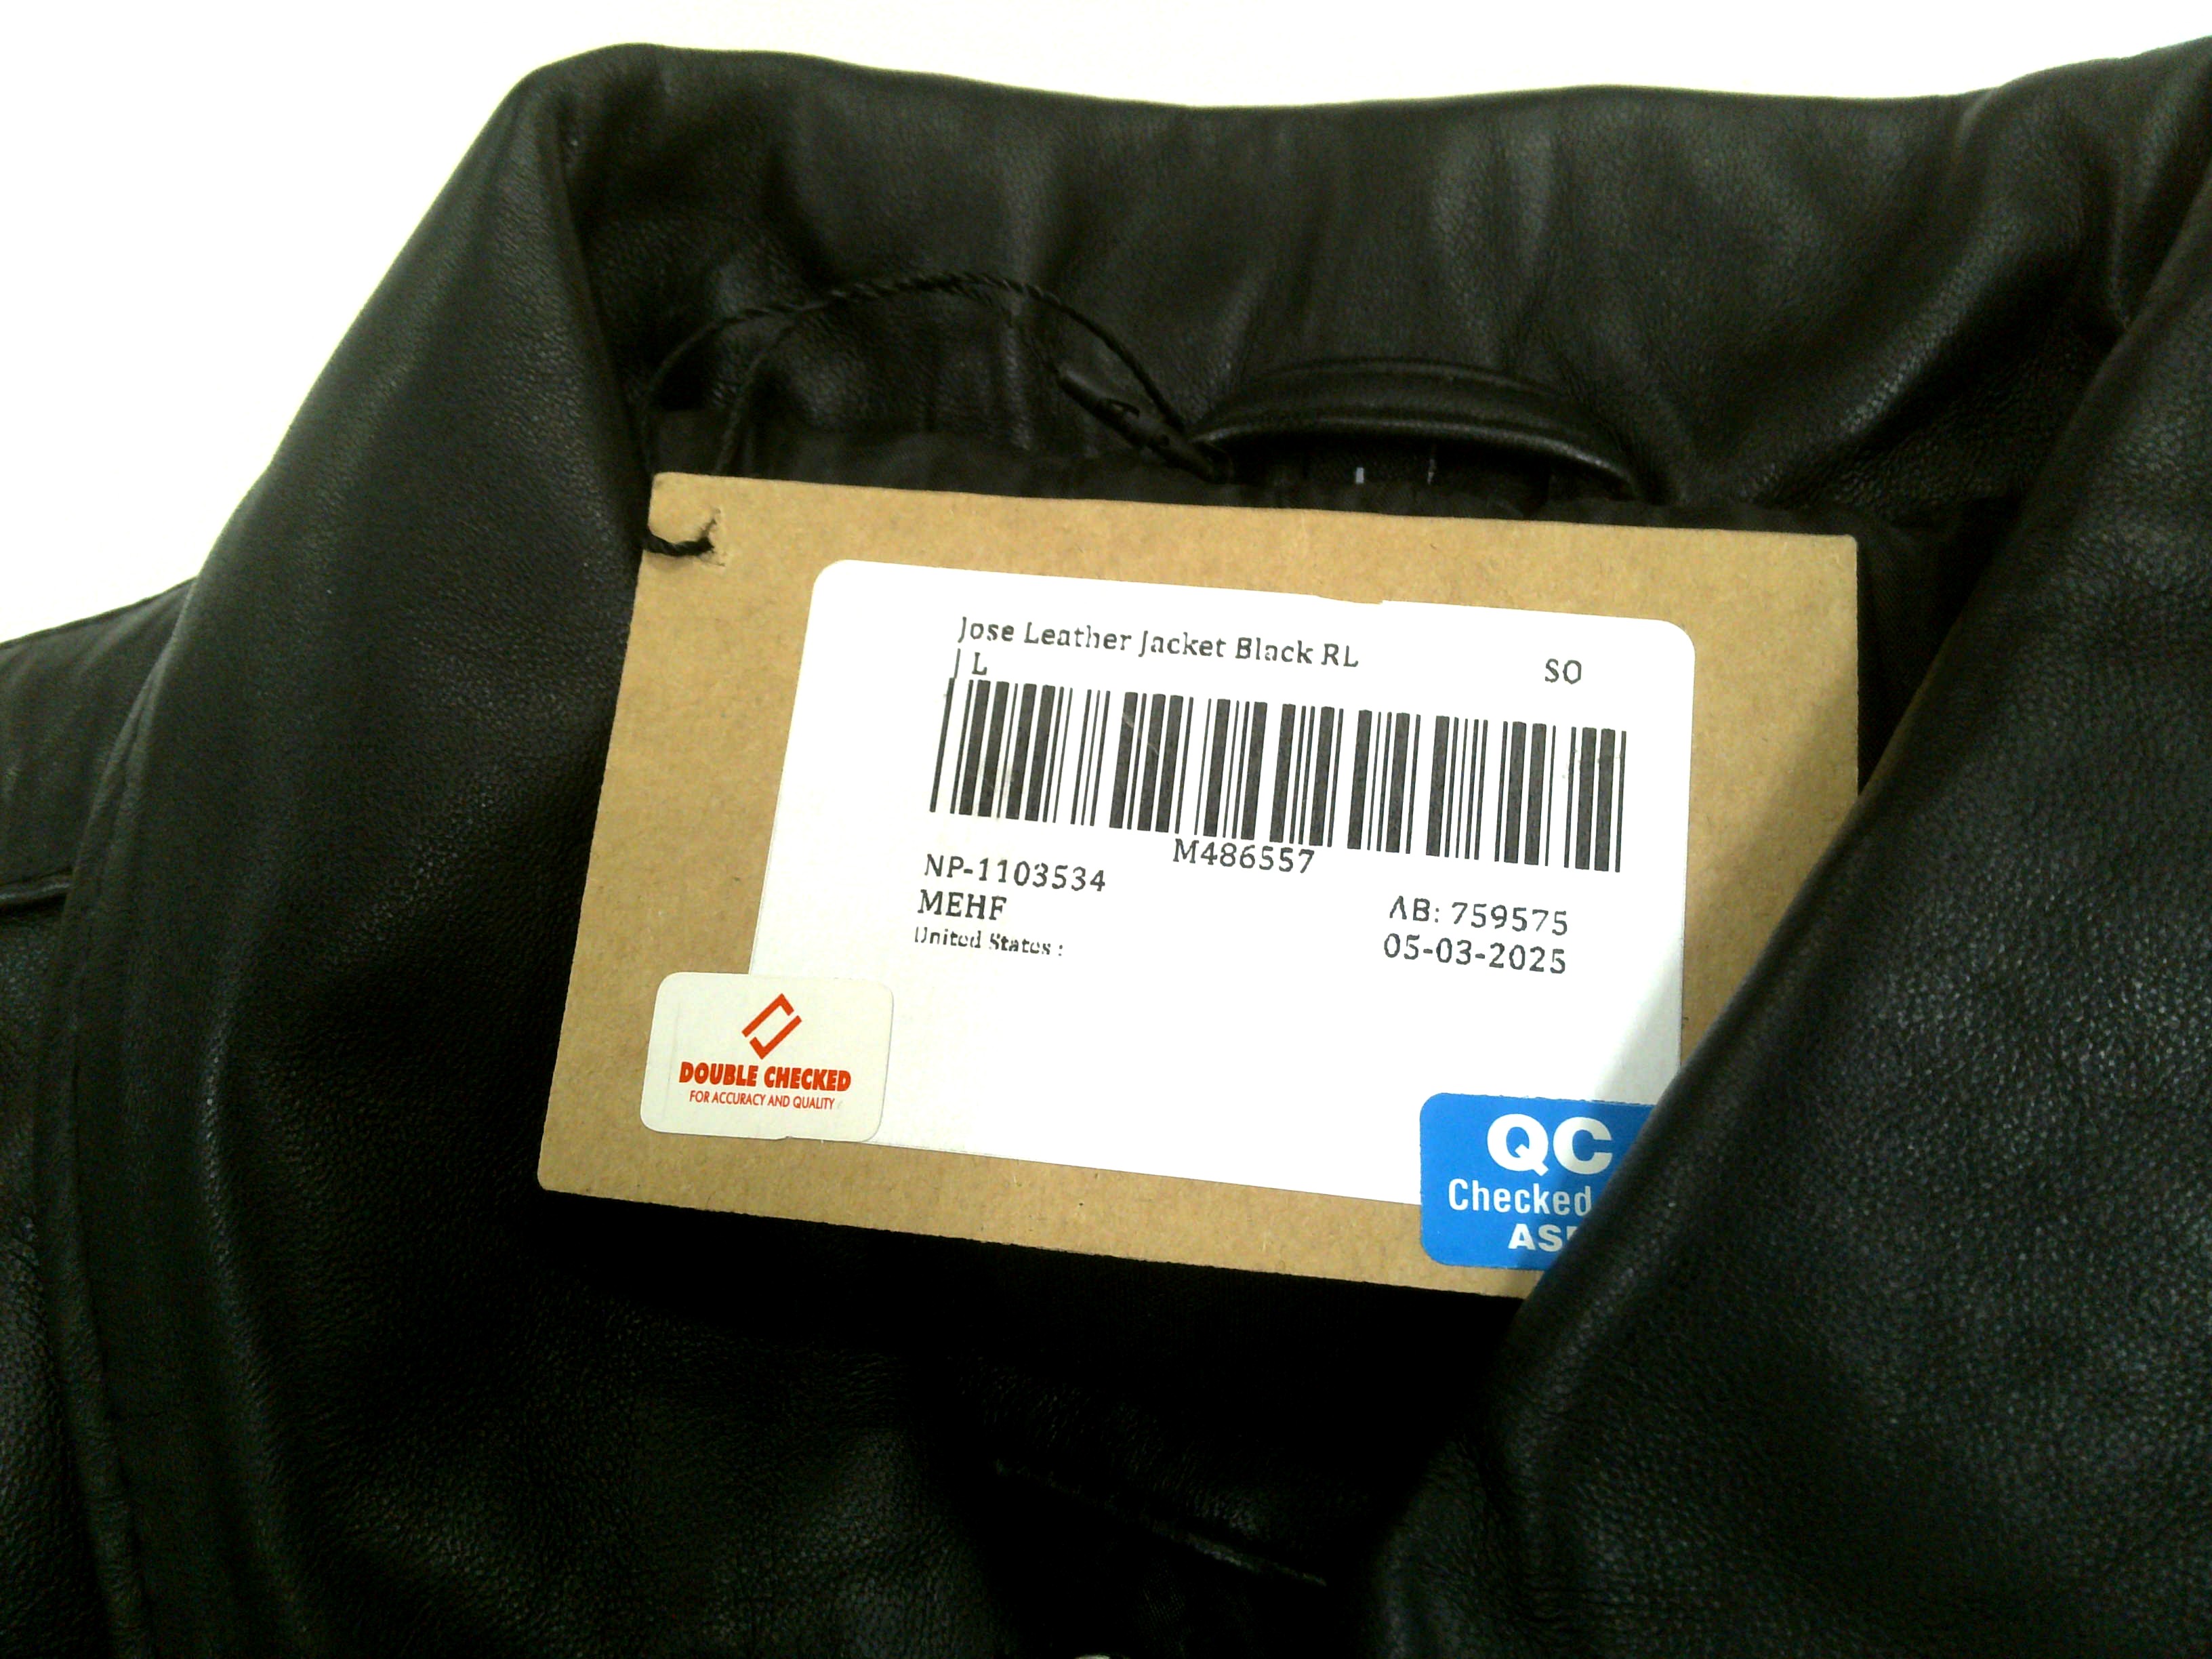 Jose Leather Jacket Black RL
SO
| L
M486557
NP-1103534
MEHF
AB: 759575
United States :
05-03-2025
DOUBLE CHECKED
FOR ACCURACY AND QUALITY
QC
Checked